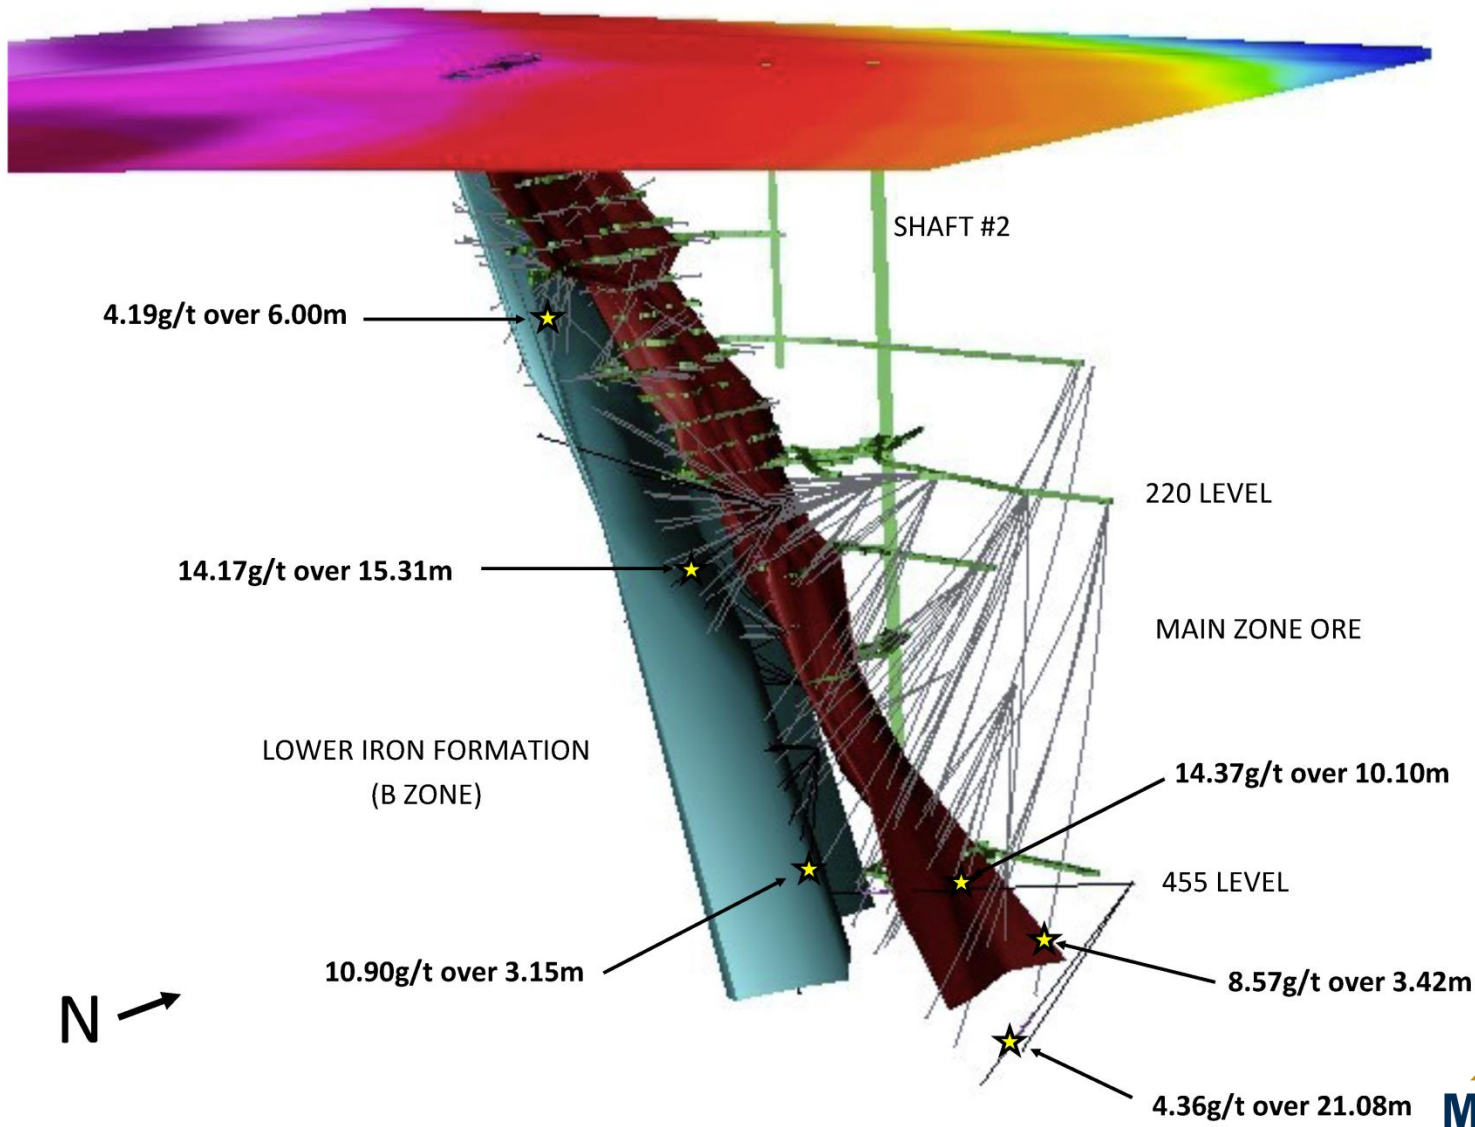 SHAFT #2
4.19g/t over 6.00m
220 LEVEL
14.17g/t over 15.31m
MAIN ZONE ORE
LOWER IRON FORMATION
(B ZONE)
14.37g/t over 10.10m
455 LEVEL
10.90g/t over 3.15m
8.57g/t over 3.42m
N
4.36g/t over 21.08m
M